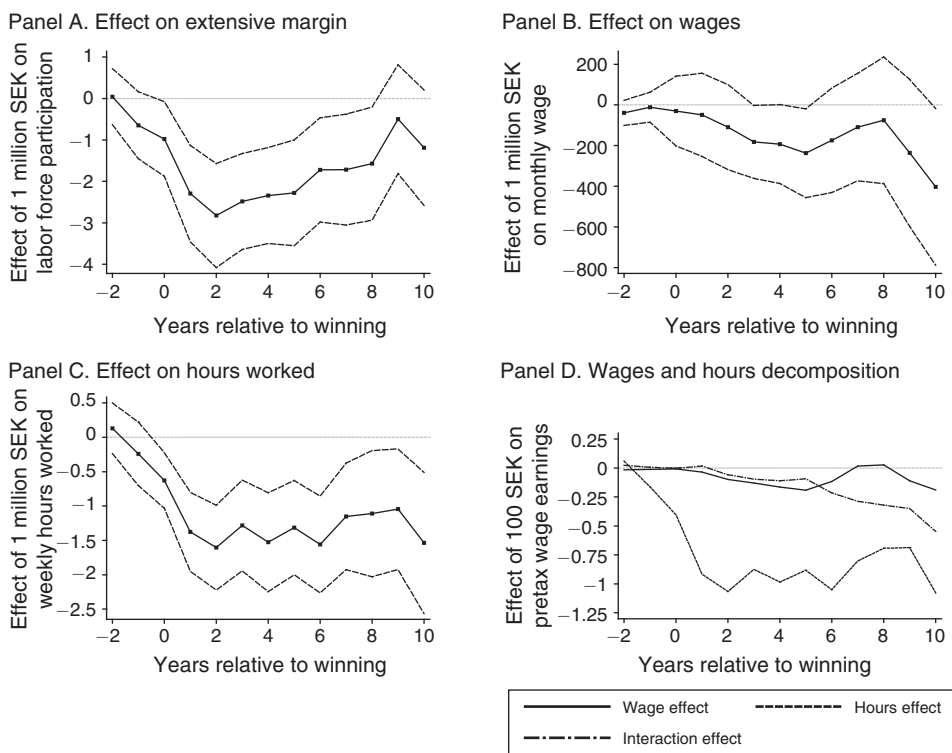 Panel A. Effect on extensive margin
Effect of 1 million SEK on
labor force participation
1
0
−1
−2
−3
−4
−2 0 2 4 6 8 10
Years relative to winning
Panel B. Effect on wages
Effect of 1 million SEK
on monthly wage
200
0
−200
−400
−600
−800
−2 0 2 4 6 8 10
Years relative to winning
Panel C. Effect on hours worked
Effect of 1 million SEK on
weekly hours worked
0.5
0
−0.5
−1
−1.5
−2
−2.5
−2 0 2 4 6 8 10
Years relative to winning
Panel D. Wages and hours decomposition
Effect of 100 SEK on
pretax wage earnings
0.25
0
−0.25
−0.5
−0.75
−1
−1.25
−2 0 2 4 6 8 10
Years relative to winning
Wage effect Hours effect
Interaction effect